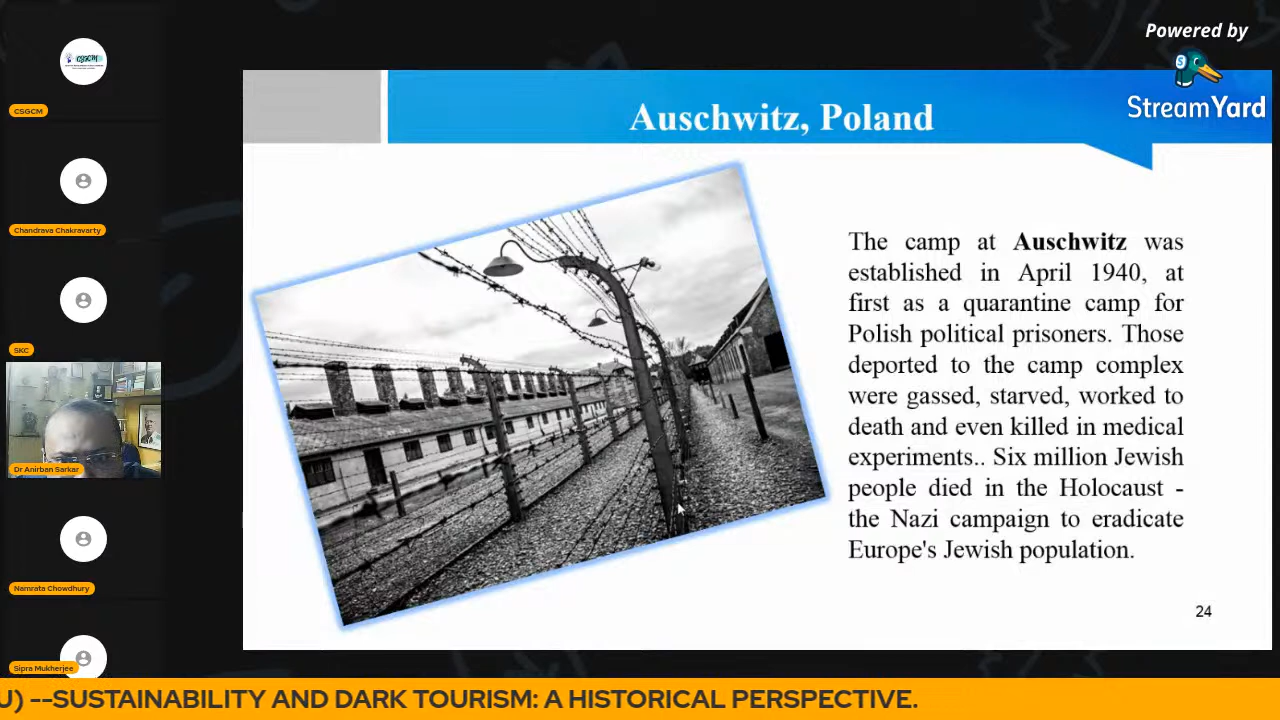 Powered by
StreamYard
CSGCM
Chandrava Chakravarty
SKC
Dr Anirban Sarkar
Namrata Chowdhury
Sipra Mukherjee
Auschwitz, Poland
The camp at Auschwitz was
established in April 1940, at
first as a quarantine camp for
Polish political prisoners. Those
deported to the camp complex
were gassed, starved, worked to
death and even killed in medical
experiments.. Six million Jewish
people died in the Holocaust -
the Nazi campaign to eradicate
Europe's Jewish population.
24
U) --SUSTAINABILITY AND DARK TOURISM: A HISTORICAL PERSPECTIVE.